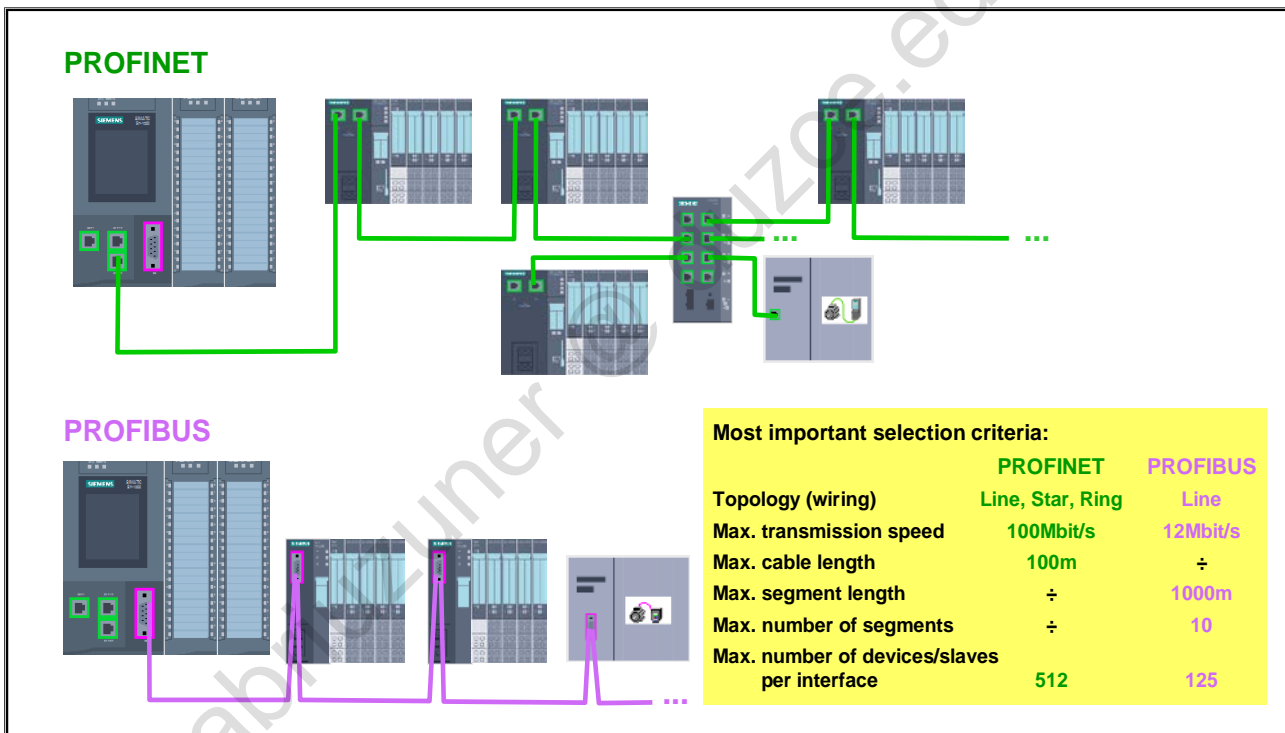 PROFINET
SIEMENS
PROFIBUS
SIEMENS
Most important selection criteria:
PROFINET PROFIBUS
Topology (wiring) Line, Star, Ring Line
Max. transmission speed 100Mbit/s 12Mbit/s
Max. cable length 100m ÷
Max. segment length ÷ 1000m
Max. number of segments ÷ 10
Max. number of devices/slaves
per interface 512 125